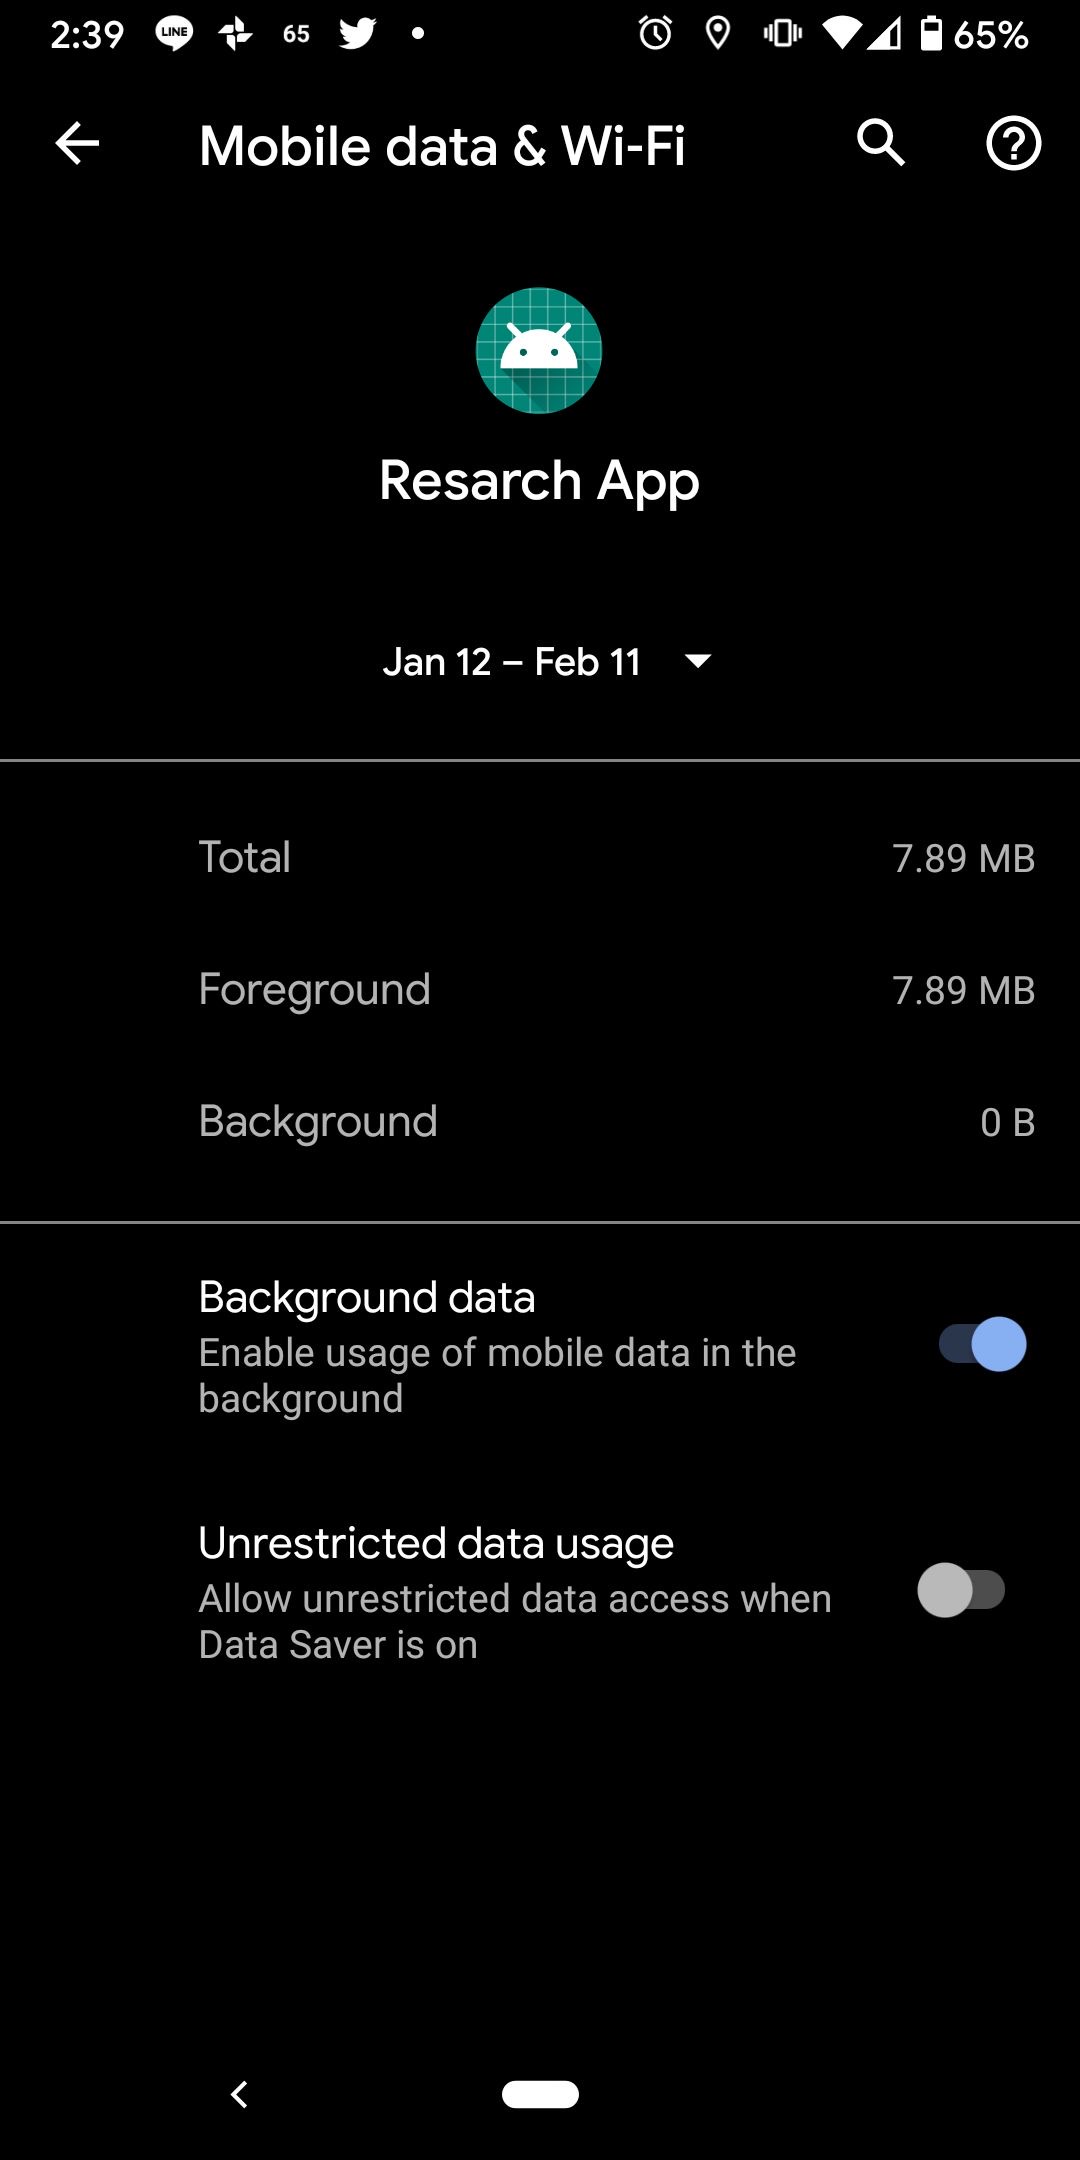 2:39 LINE 65 65%
Mobile data & Wi-Fi
Resarch App
Jan 12 – Feb 11
Total 7.89 MB
Foreground 7.89 MB
Background 0 B
Background data
Enable usage of mobile data in the
background
Unrestricted data usage
Allow unrestricted data access when
Data Saver is on